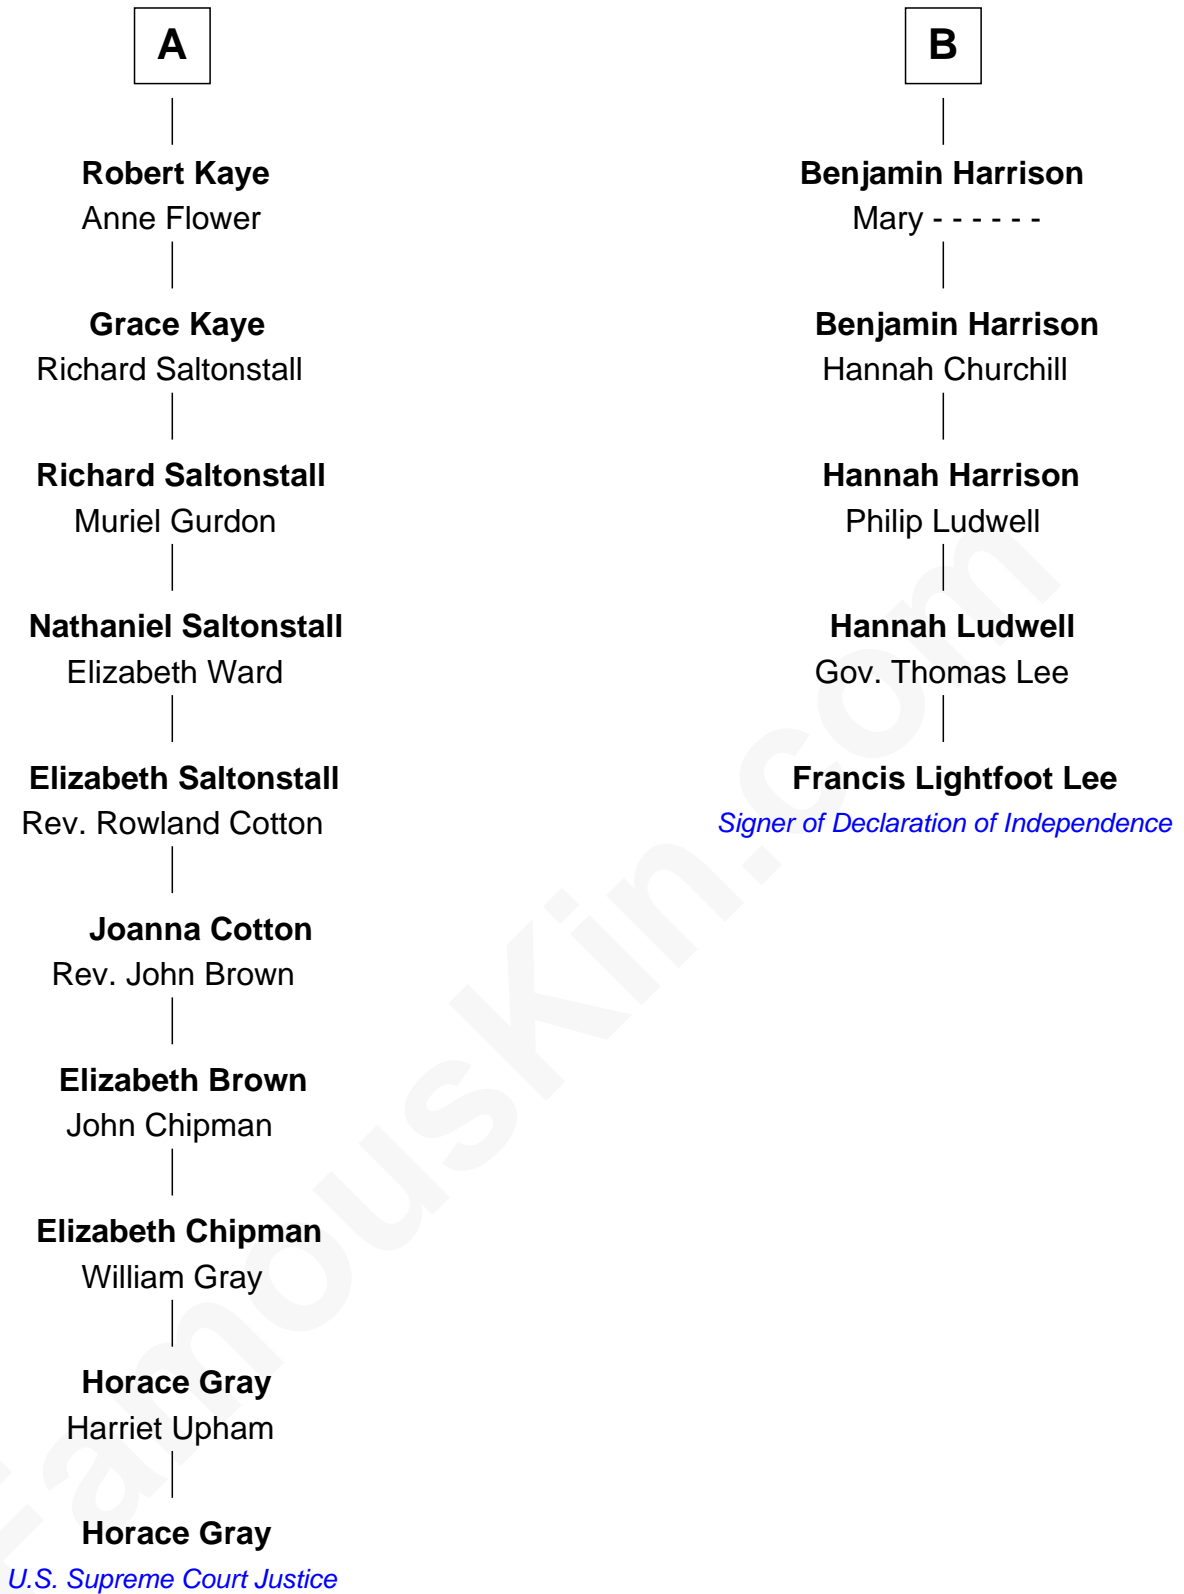 A
Robert Kaye
Anne Flower
Grace Kaye
Richard Saltonstall
Richard Saltonstall
Muriel Gurdon
Nathaniel Saltonstall
Elizabeth Ward
Elizabeth Saltonstall
Rev. Rowland Cotton
Joanna Cotton
Rev. John Brown
Elizabeth Brown
John Chipman
Elizabeth Chipman
William Gray
Horace Gray
Harriet Upham
Horace Gray
U.S. Supreme Court Justice
B
Benjamin Harrison
Mary - - - - - -
Benjamin Harrison
Hannah Churchill
Hannah Harrison
Philip Ludwell
Hannah Ludwell
Gov. Thomas Lee
Francis Lightfoot Lee
Signer of Declaration of Independence
FamousKin.com